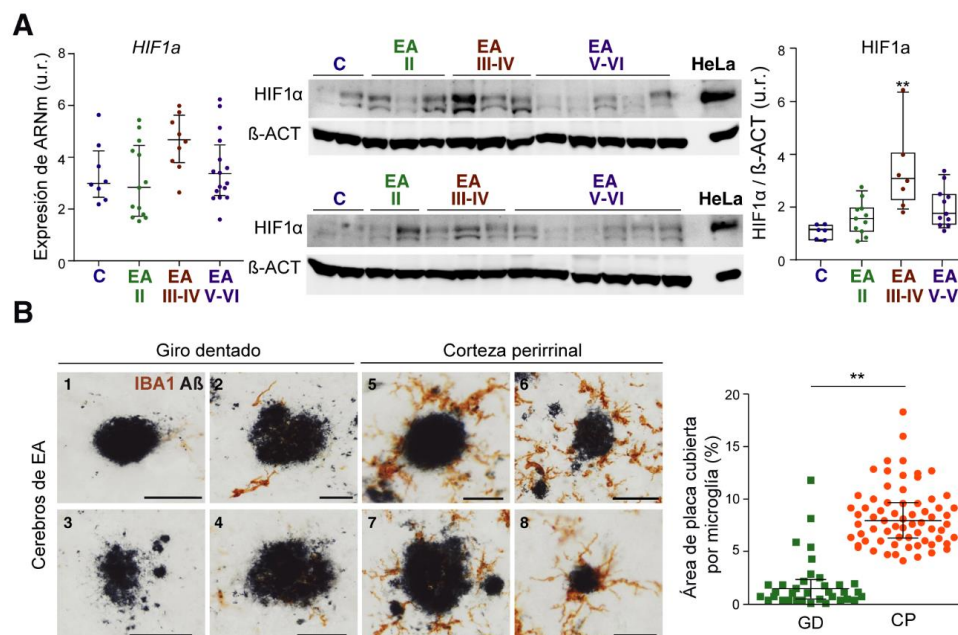 A
HIF1a
Expresión de ARNm (u.r.)
8
6
4
2
0
C
EA
II
EA
III-IV
EA
V-VI
C
EA
II
EA
III-IV
EA
V-VI
HeLa
HIF1α
ß-ACT
EA
II
EA
III-IV
EA
V-VI
HeLa
HIF1α
ß-ACT
HIF1a
HIF1α / ß-ACT (u.r.)
8
6
4
2
0
**
C
EA
II
EA
III-IV
EA
V-V
B
Giro dentado
Corteza perirrinal
Cerebros de EA
1
IBA1 Aß
2
5
6
3
4
7
8
Área de placa cubierta
por microglía (%)
**
20
15
10
5
0
GD
CP